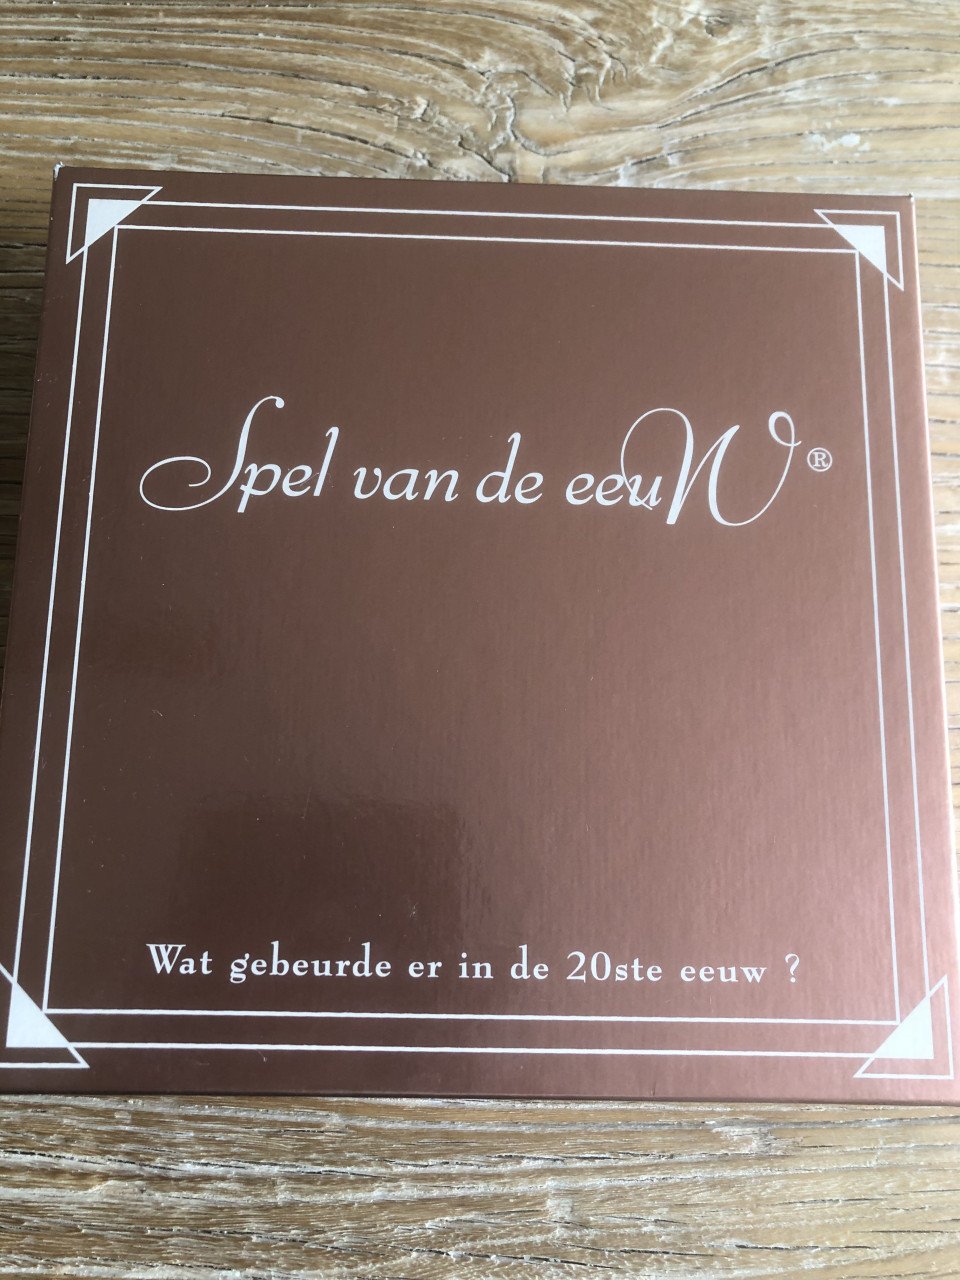 Spel van de eeuW®
Wat gebeurde er in de 20ste eeuw ?